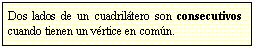 Dos lados de un cuadrilátero son consecutivos
cuando tienen un vértice en común.